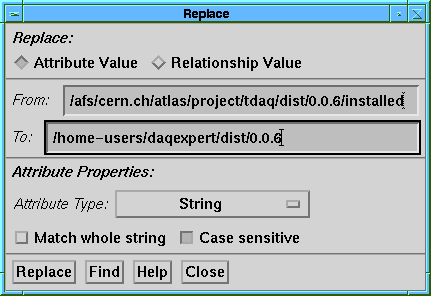 Replace
Replace:
Attribute Value Relationship Value
From: /afs/cern.ch/atlas/project/tdaq/dist/0.0.6/installed
To: /home-users/daqexpert/dist/0.0.6
Attribute Properties:
Attribute Type: String
Match whole string Case sensitive
Replace Find Help Close